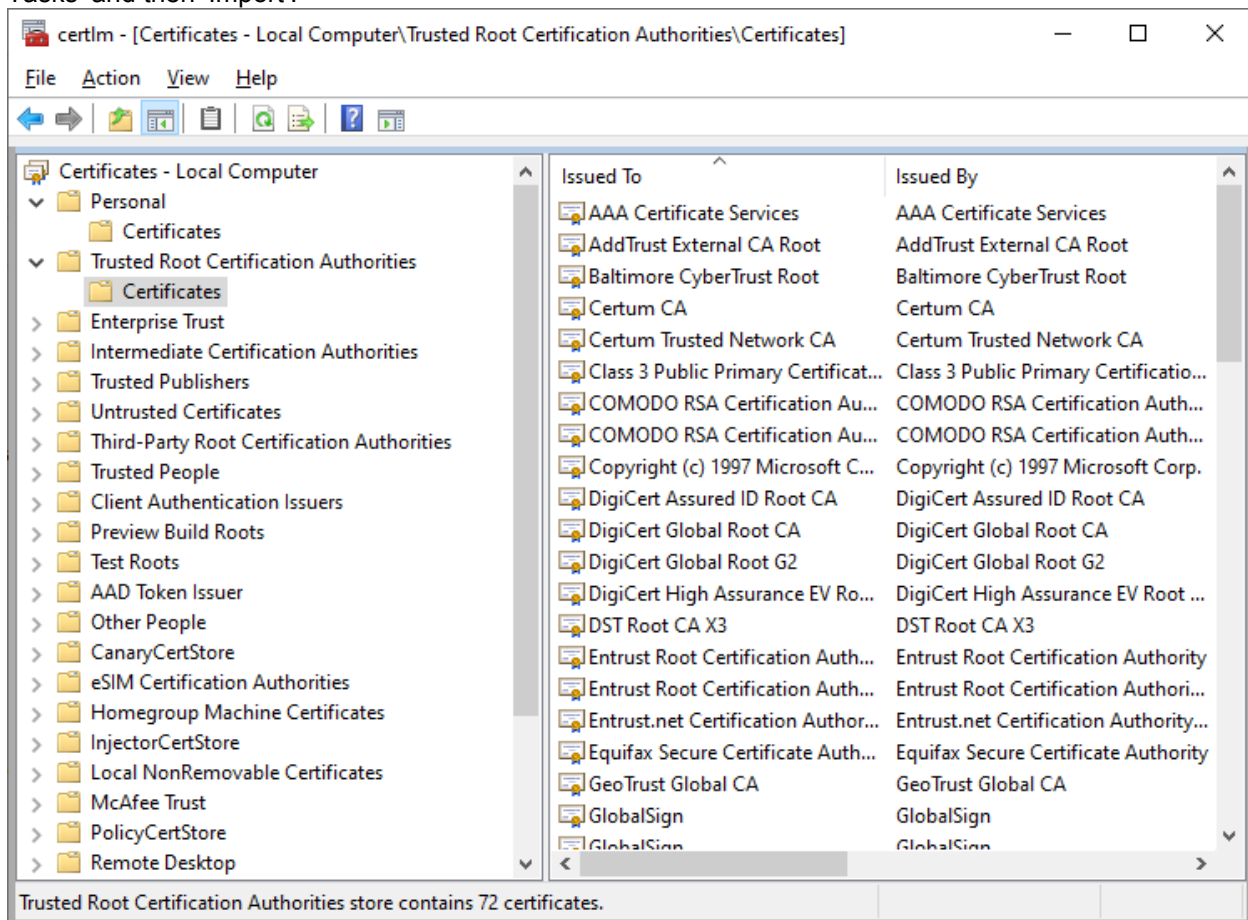 Tasks' and then 'Import'.
certlm - [Certificates - Local Computer\Trusted Root Certification Authorities\Certificates]
File Action View Help
Certificates - Local Computer
Personal
Certificates
Trusted Root Certification Authorities
Certificates
Enterprise Trust
Intermediate Certification Authorities
Trusted Publishers
Untrusted Certificates
Third-Party Root Certification Authorities
Trusted People
Client Authentication Issuers
Preview Build Roots
Test Roots
AAD Token Issuer
Other People
CanaryCertStore
eSIM Certification Authorities
Homegroup Machine Certificates
InjectorCertStore
Local NonRemovable Certificates
McAfee Trust
PolicyCertStore
Remote Desktop
Issued To Issued By
AAA Certificate Services AAA Certificate Services
AddTrust External CA Root AddTrust External CA Root
Baltimore CyberTrust Root Baltimore CyberTrust Root
Certum CA Certum CA
Certum Trusted Network CA Certum Trusted Network CA
Class 3 Public Primary Certificat... Class 3 Public Primary Certificatio...
COMODO RSA Certification Au... COMODO RSA Certification Auth...
COMODO RSA Certification Au... COMODO RSA Certification Auth...
Copyright (c) 1997 Microsoft C... Copyright (c) 1997 Microsoft Corp.
DigiCert Assured ID Root CA DigiCert Assured ID Root CA
DigiCert Global Root CA DigiCert Global Root CA
DigiCert Global Root G2 DigiCert Global Root G2
DigiCert High Assurance EV Ro... DigiCert High Assurance EV Root ...
DST Root CA X3 DST Root CA X3
Entrust Root Certification Auth... Entrust Root Certification Authority
Entrust Root Certification Auth... Entrust Root Certification Authori...
Entrust.net Certification Author... Entrust.net Certification Authority...
Equifax Secure Certificate Auth... Equifax Secure Certificate Authority
GeoTrust Global CA GeoTrust Global CA
GlobalSign GlobalSign
GlobalSign GlobalSign
Trusted Root Certification Authorities store contains 72 certificates.